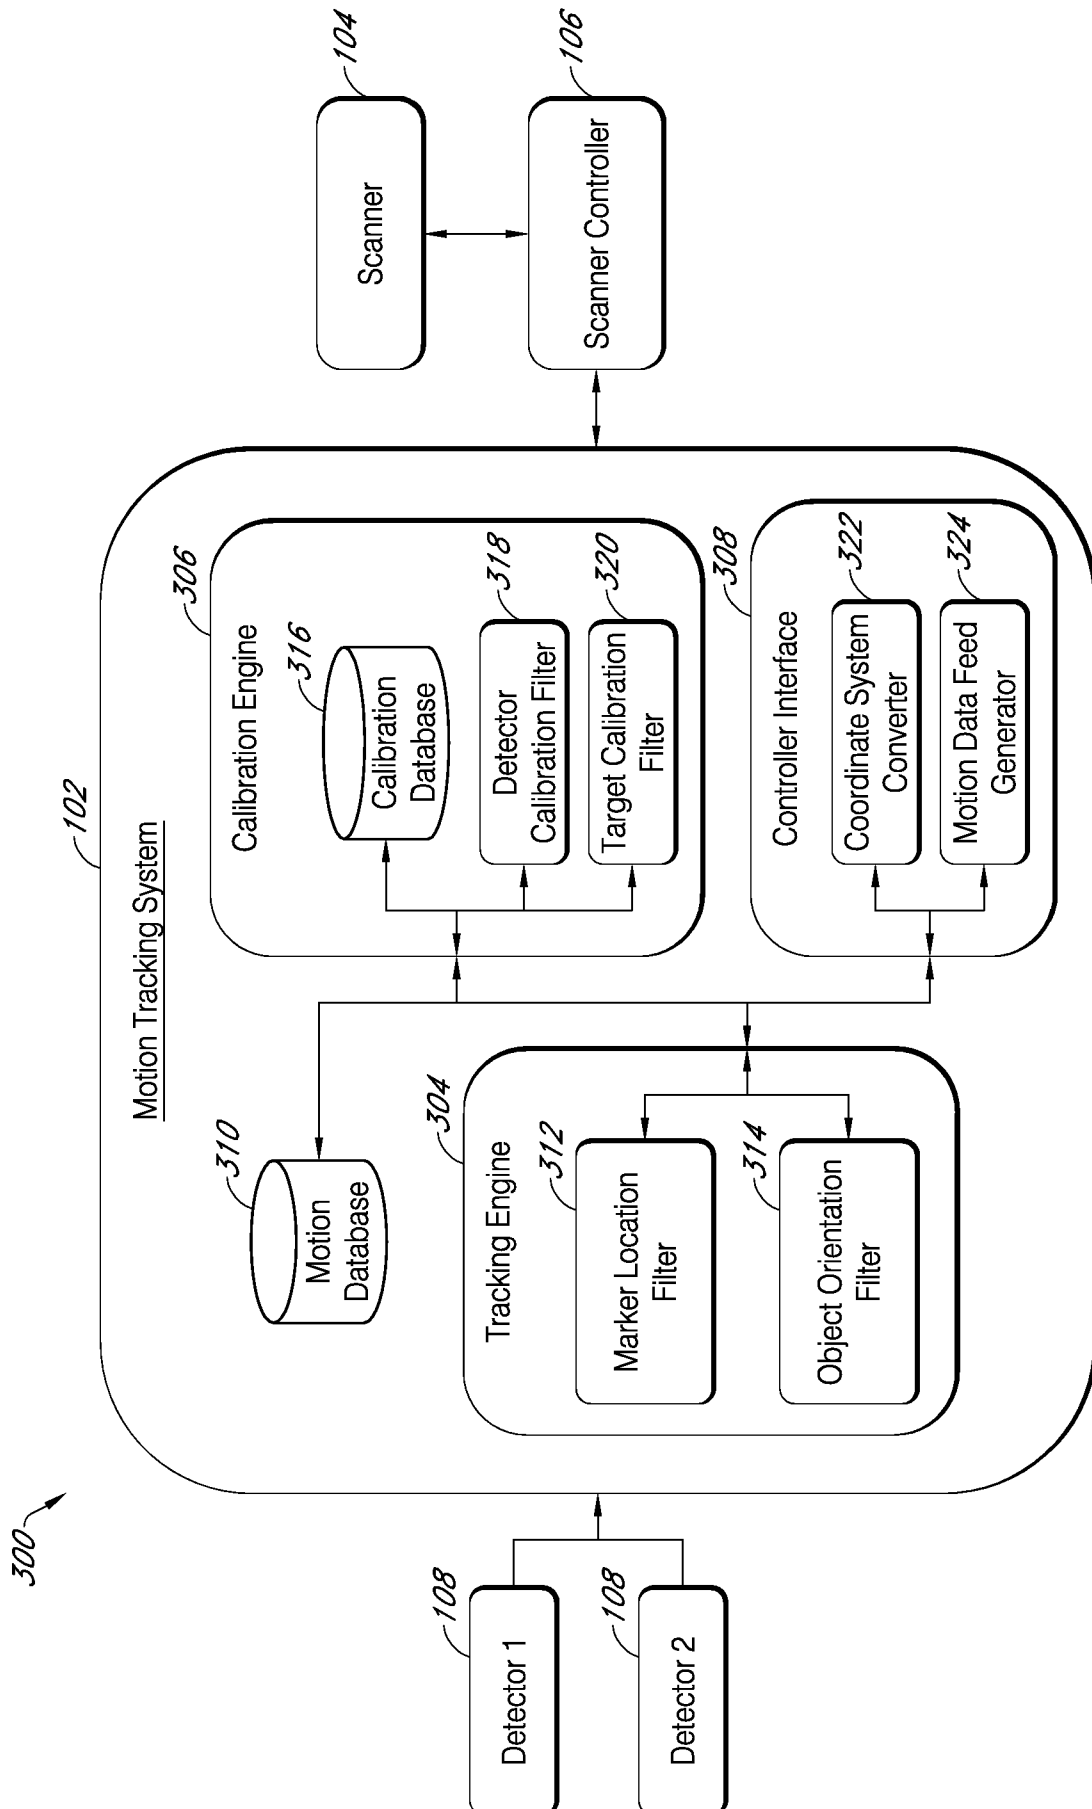 300
102
Motion Tracking System
Detector 1
108
Detector 2
108
Motion
Database
310
Tracking Engine
304
Marker Location
Filter
312
Object Orientation
Filter
314
Calibration Engine
306
Calibration
Database
316
Detector
Calibration Filter
318
Target Calibration
Filter
320
Controller Interface
308
Coordinate System
Converter
322
Motion Data Feed
Generator
324
Scanner
104
Scanner Controller
106